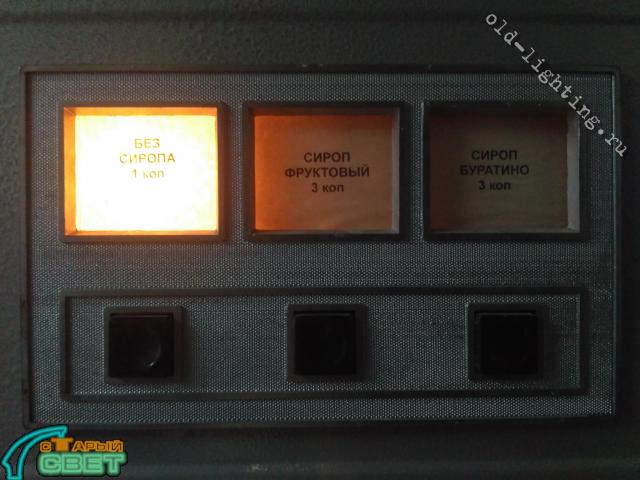 old-lighting.ru
БЕЗ
СИРОПА
1 коп
СИРОП
ФРУКТОВЫЙ
3 коп
СИРОП
БУРАТИНО
3 коп
СТАРЫЙ
СВЕТ